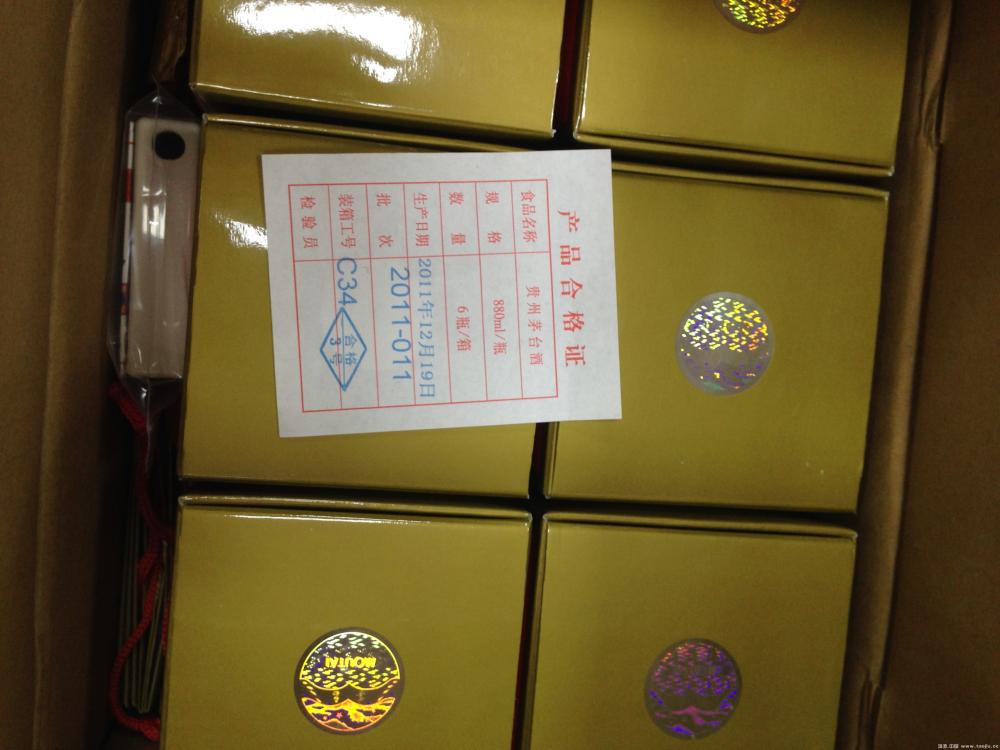 产品合格证
食品名称 贵州茅台酒
规格 880ml/瓶
数量 6瓶/箱
生产日期 2011年12月19日
批次 2011-011
装箱工号 C34
检验员
合格
3号
MOUTAI